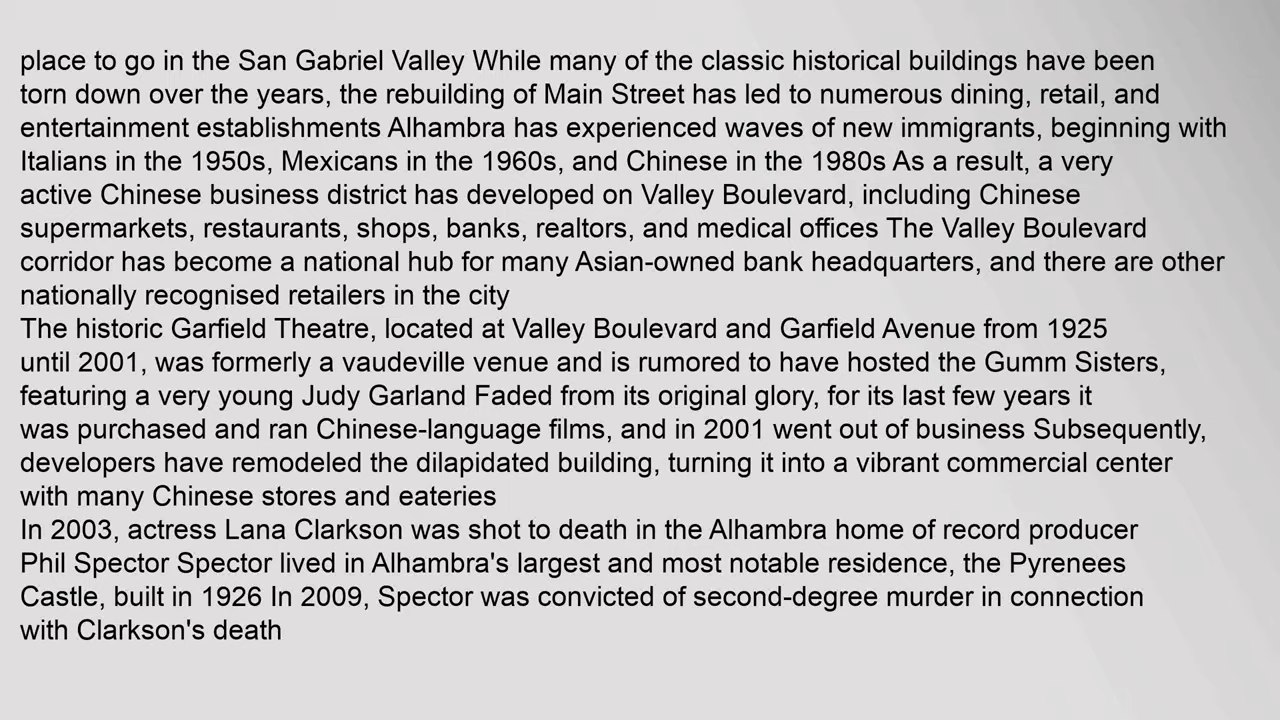 place to go in the San Gabriel Valley While many of the classic historical buildings have been
torn down over the years, the rebuilding of Main Street has led to numerous dining, retail, and
entertainment establishments Alhambra has experienced waves of new immigrants, beginning with
Italians in the 1950s, Mexicans in the 1960s, and Chinese in the 1980s As a result, a very
active Chinese business district has developed on Valley Boulevard, including Chinese
supermarkets, restaurants, shops, banks, realtors, and medical offices The Valley Boulevard
corridor has become a national hub for many Asian-owned bank headquarters, and there are other
nationally recognised retailers in the city
The historic Garfield Theatre, located at Valley Boulevard and Garfield Avenue from 1925
until 2001, was formerly a vaudeville venue and is rumored to have hosted the Gumm Sisters,
featuring a very young Judy Garland Faded from its original glory, for its last few years it
was purchased and ran Chinese-language films, and in 2001 went out of business Subsequently,
developers have remodeled the dilapidated building, turning it into a vibrant commercial center
with many Chinese stores and eateries
In 2003, actress Lana Clarkson was shot to death in the Alhambra home of record producer
Phil Spector Spector lived in Alhambra's largest and most notable residence, the Pyrenees
Castle, built in 1926 In 2009, Spector was convicted of second-degree murder in connection
with Clarkson's death